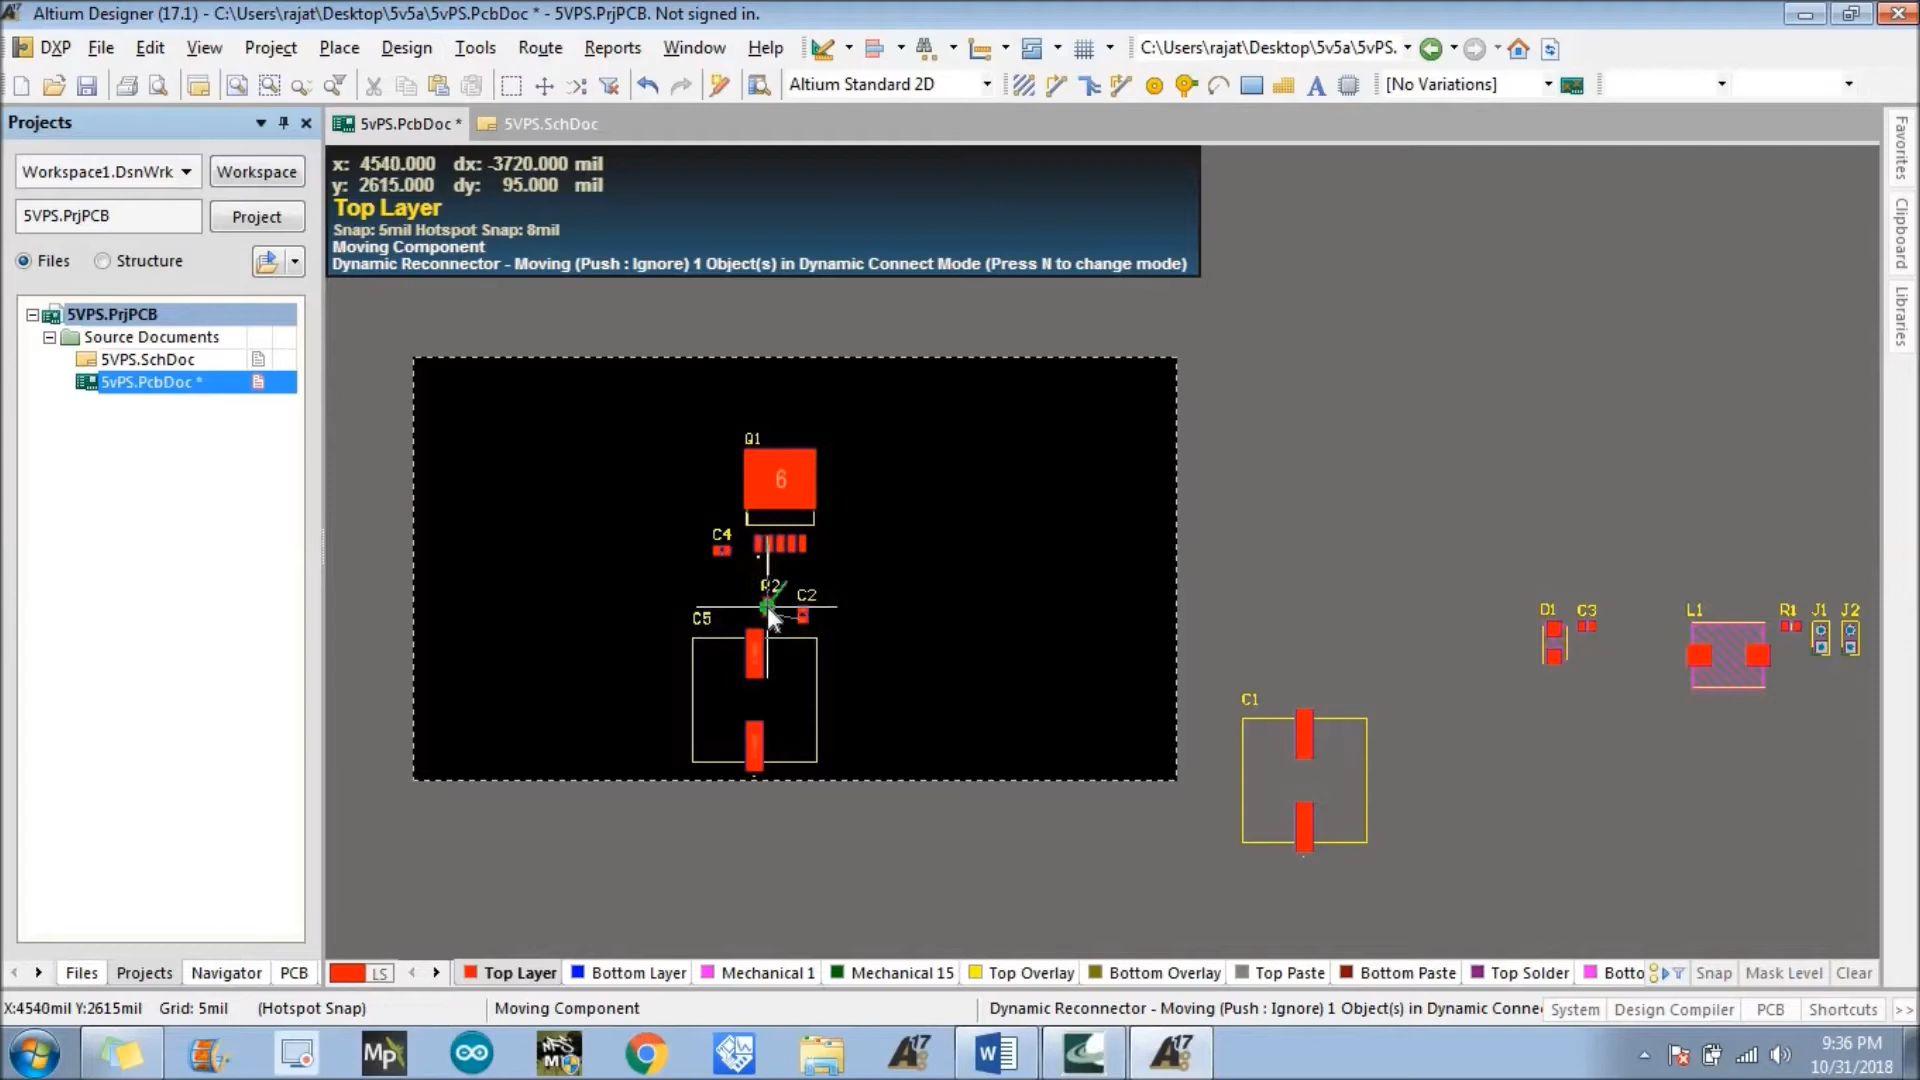 Altium Designer (17.1) - C:\Users\rajat\Desktop\5v5a\5vPS.PcbDoc * - 5VPS.PrjPCB. Not signed in.
DXP File Edit View Project Place Design Tools Route Reports Window Help C:\Users\rajat\Desktop\5v5a\5vPS.
Altium Standard 2D [No Variations]
Projects
5vPS.PcbDoc * 5VPS.SchDoc
Workspace1.DsnWrk Workspace
5VPS.PrjPCB Project
Files Structure
5VPS.PrjPCB
Source Documents
5VPS.SchDoc
5vPS.PcbDoc *
x: 4540.000 dx: -3720.000 mil
y: 2615.000 dy: 95.000 mil
Top Layer
Snap: 5mil Hotspot Snap: 8mil
Moving Component
Dynamic Reconnector - Moving (Push : Ignore) 1 Object(s) in Dynamic Connect Mode (Press N to change mode)
Favorites
Clipboard
Libraries
Q1
6
C4
R2
C2
C5
D1 C3 L1 R1 J1 J2
C1
Files Projects Navigator PCB
LS Top Layer Bottom Layer Mechanical 1 Mechanical 15 Top Overlay Bottom Overlay Top Paste Bottom Paste Top Solder Botto Snap Mask Level Clear
X:4540mil Y:2615mil Grid: 5mil (Hotspot Snap) Moving Component Dynamic Reconnector - Moving (Push : Ignore) 1 Object(s) in Dynamic Conne System Design Compiler PCB Shortcuts >>
Mp
9:36 PM
10/31/2018